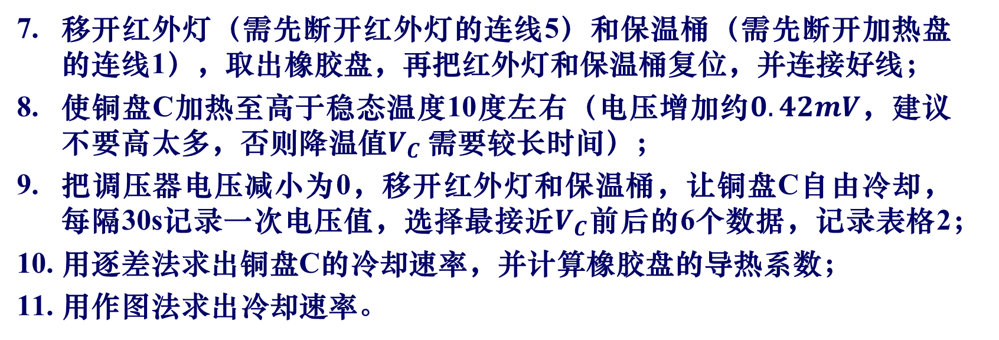 7. 移开红外灯（需先断开红外灯的连线5）和保温桶（需先断开加热盘
的连线1），取出橡胶盘，再把红外灯和保温桶复位，并连接好线；
8. 使铜盘C加热至高于稳态温度10度左右（电压增加约0.42mV，建议
不要高太多，否则降温值V_C 需要较长时间）；
9. 把调压器电压减小为0，移开红外灯和保温桶，让铜盘C自由冷却，
每隔30s记录一次电压值，选择最接近V_C前后的6个数据，记录表格2；
10. 用逐差法求出铜盘C的冷却速率，并计算橡胶盘的导热系数；
11. 用作图法求出冷却速率。